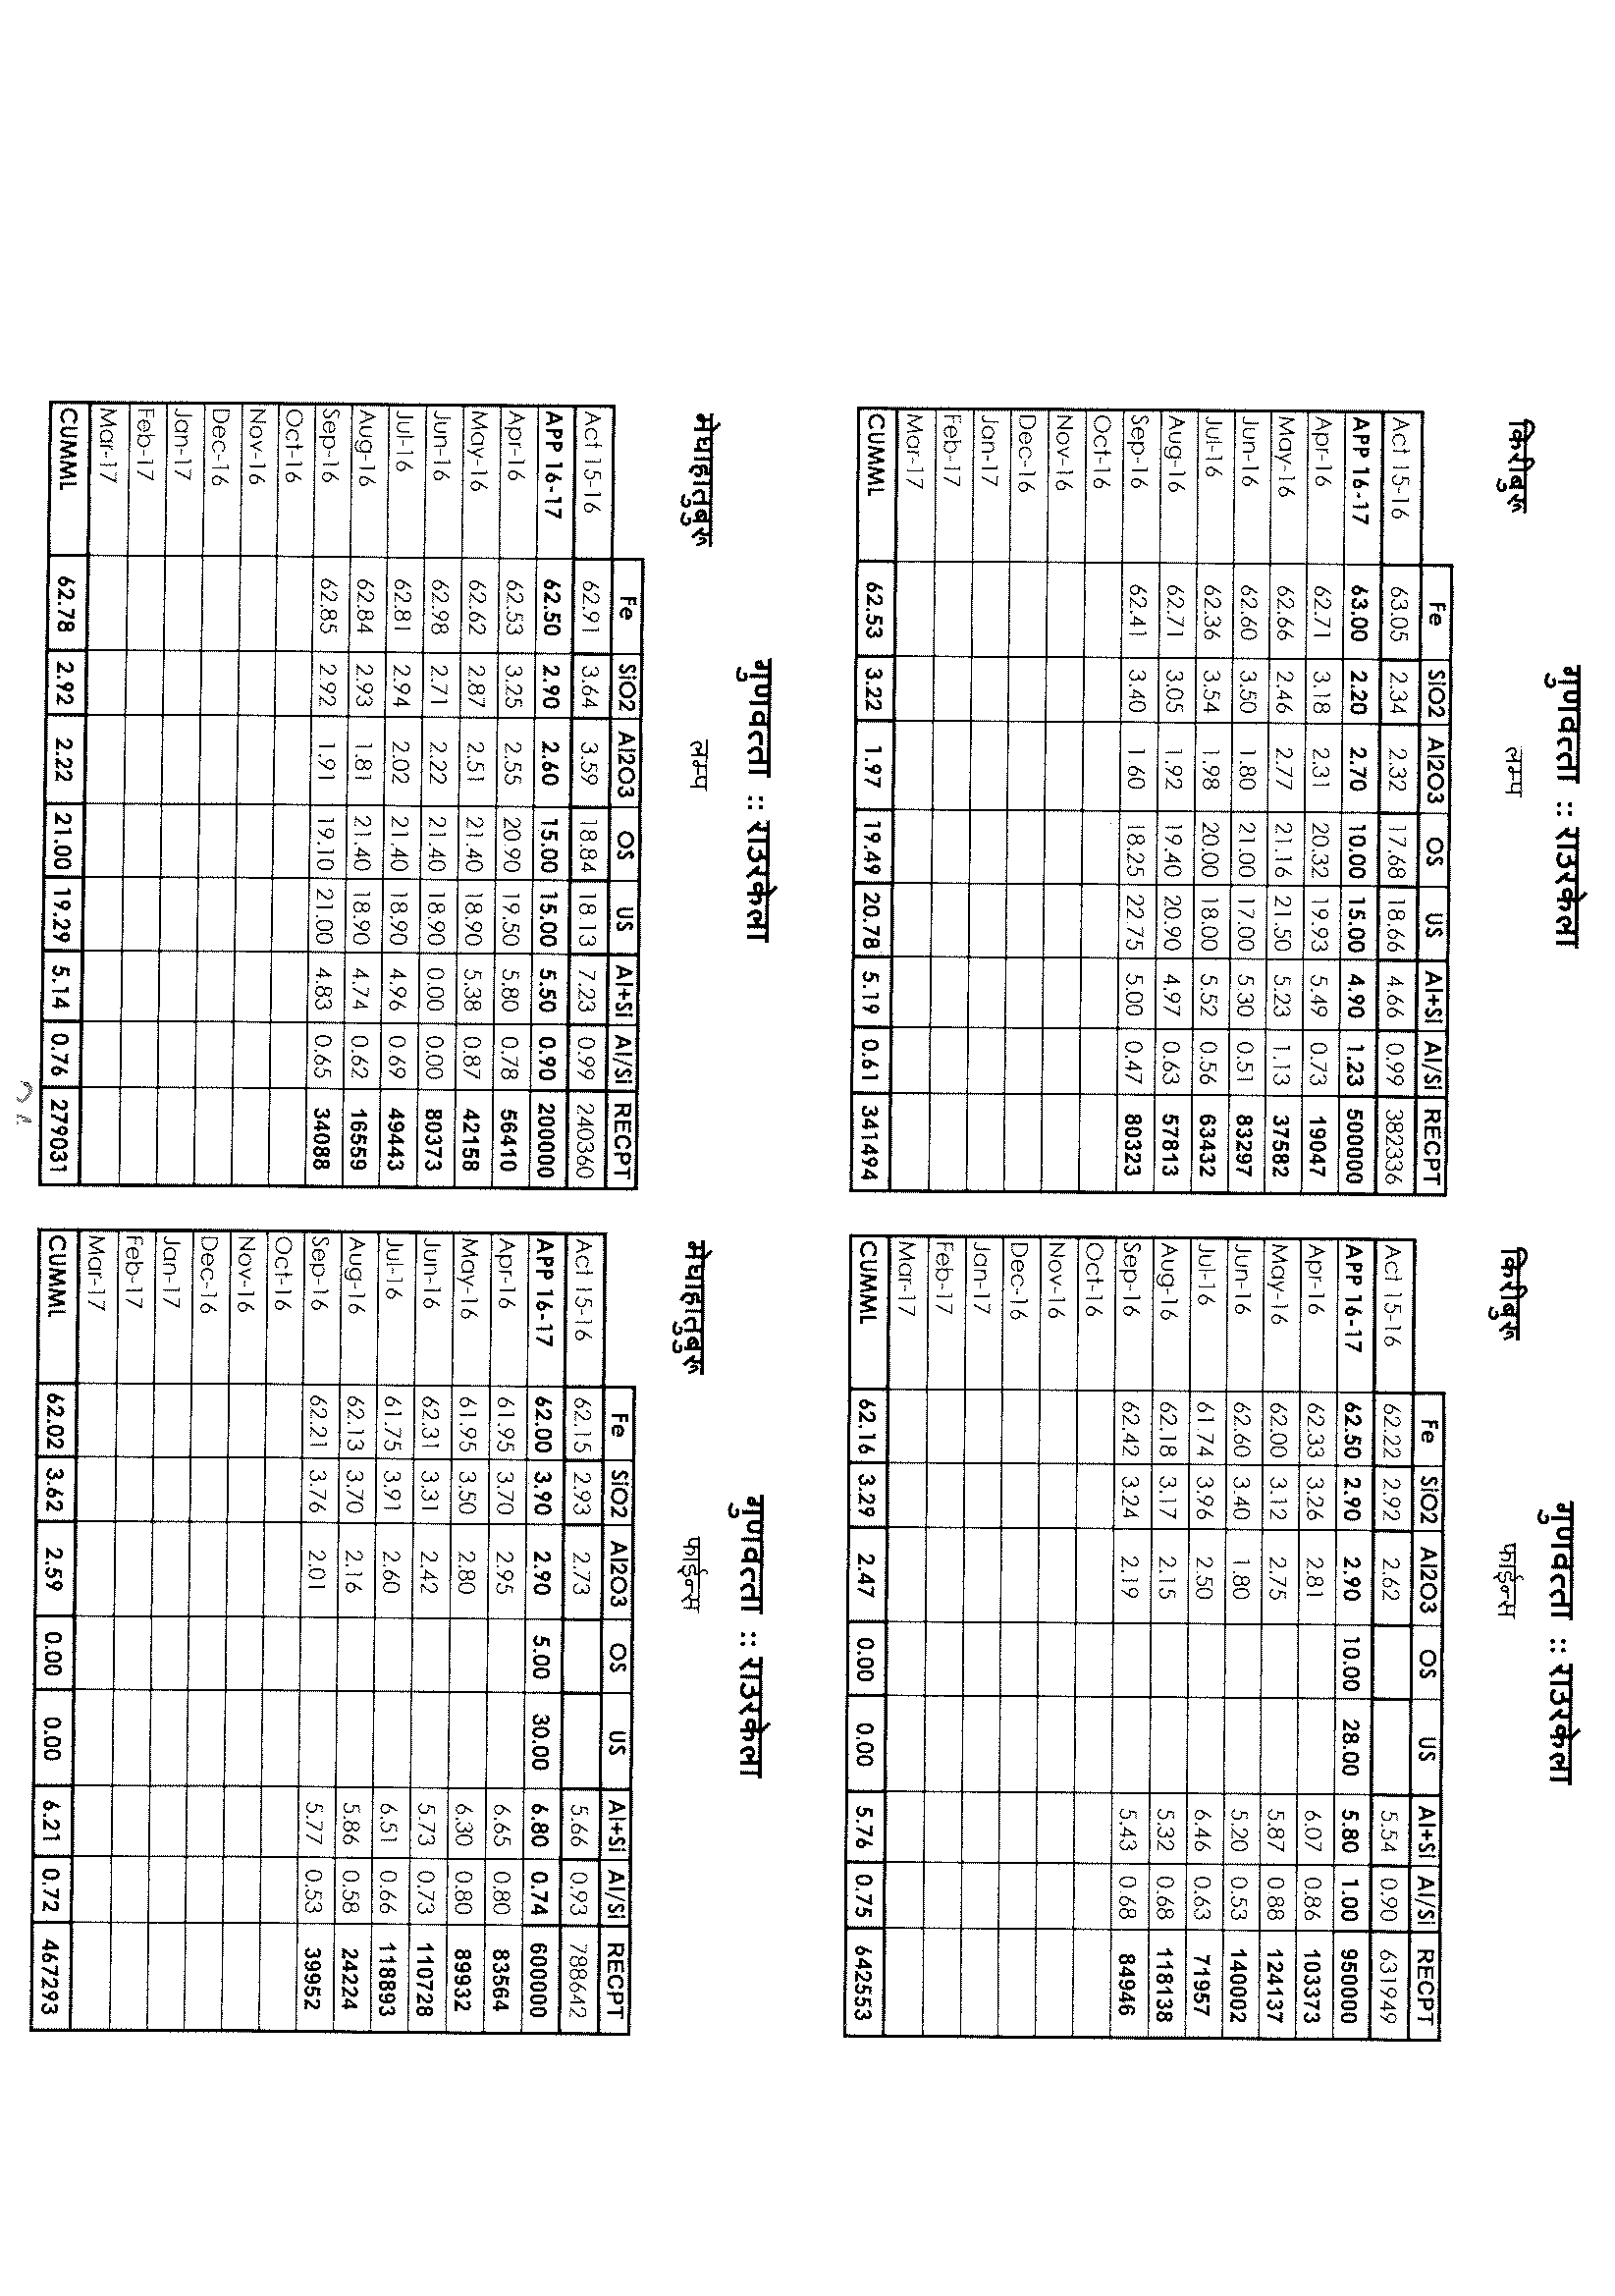 गुणवत्ता :: राउरकेला
किरीबुरू लम्प
Fe SiO2 Al2O3 OS US Al+Si Al/Si RECPT
Act 15-16 63.05 2.34 2.32 17.68 18.66 4.66 0.99 382336
APP 16-17 63.00 2.20 2.70 10.00 15.00 4.90 1.23 500000
Apr-16 62.71 3.18 2.31 20.32 19.93 5.49 0.73 19047
May-16 62.66 2.46 2.77 21.16 21.50 5.23 1.13 37582
Jun-16 62.60 3.50 1.80 21.00 17.00 5.30 0.51 83297
Jul-16 62.36 3.54 1.98 20.00 18.00 5.52 0.56 63432
Aug-16 62.71 3.05 1.92 19.40 20.90 4.97 0.63 57813
Sep-16 62.41 3.40 1.60 18.25 22.75 5.00 0.47 80323
Oct-16
Nov-16
Dec-16
Jan-17
Feb-17
Mar-17
CUMML 62.53 3.22 1.97 19.49 20.78 5.19 0.61 341494
गुणवत्ता :: राउरकेला
किरीबुरू फाईन्स
Fe SiO2 Al2O3 OS US Al+Si Al/Si RECPT
Act 15-16 62.22 2.92 2.62 5.54 0.90 631949
APP 16-17 62.50 2.90 2.90 10.00 28.00 5.80 1.00 950000
Apr-16 62.33 3.26 2.81 6.07 0.86 103373
May-16 62.00 3.12 2.75 5.87 0.88 124137
Jun-16 62.60 3.40 1.80 5.20 0.53 140002
Jul-16 61.74 3.96 2.50 6.46 0.63 71957
Aug-16 62.18 3.17 2.15 5.32 0.68 118138
Sep-16 62.42 3.24 2.19 5.43 0.68 84946
Oct-16
Nov-16
Dec-16
Jan-17
Feb-17
Mar-17
CUMML 62.16 3.29 2.47 0.00 0.00 5.76 0.75 642553
गुणवत्ता :: राउरकेला
मेघाहातुबुरू लम्प
Fe SiO2 Al2O3 OS US Al+Si Al/Si RECPT
Act 15-16 62.91 3.64 3.59 18.84 18.13 7.23 0.99 240360
APP 16-17 62.50 2.90 2.60 15.00 15.00 5.50 0.90 200000
Apr-16 62.53 3.25 2.55 20.90 19.50 5.80 0.78 56410
May-16 62.62 2.87 2.51 21.40 18.90 5.38 0.87 42158
Jun-16 62.98 2.71 2.22 21.40 18.90 0.00 0.00 80373
Jul-16 62.81 2.94 2.02 21.40 18.90 4.96 0.69 49443
Aug-16 62.84 2.93 1.81 21.40 18.90 4.74 0.62 16559
Sep-16 62.85 2.92 1.91 19.10 21.00 4.83 0.65 34088
Oct-16
Nov-16
Dec-16
Jan-17
Feb-17
Mar-17
CUMML 62.78 2.92 2.22 21.00 19.29 5.14 0.76 279031
गुणवत्ता :: राउरकेला
मेघाहातुबुरू फाईन्स
Fe SiO2 Al2O3 OS US Al+Si Al/Si RECPT
Act 15-16 62.15 2.93 2.73 5.66 0.93 788642
APP 16-17 62.00 3.90 2.90 5.00 30.00 6.80 0.74 600000
Apr-16 61.95 3.70 2.95 6.65 0.80 83564
May-16 61.95 3.50 2.80 6.30 0.80 89932
Jun-16 62.31 3.31 2.42 5.73 0.73 110728
Jul-16 61.75 3.91 2.60 6.51 0.66 118893
Aug-16 62.13 3.70 2.16 5.86 0.58 24224
Sep-16 62.21 3.76 2.01 5.77 0.53 39952
Oct-16
Nov-16
Dec-16
Jan-17
Feb-17
Mar-17
CUMML 62.02 3.62 2.59 0.00 0.00 6.21 0.72 467293